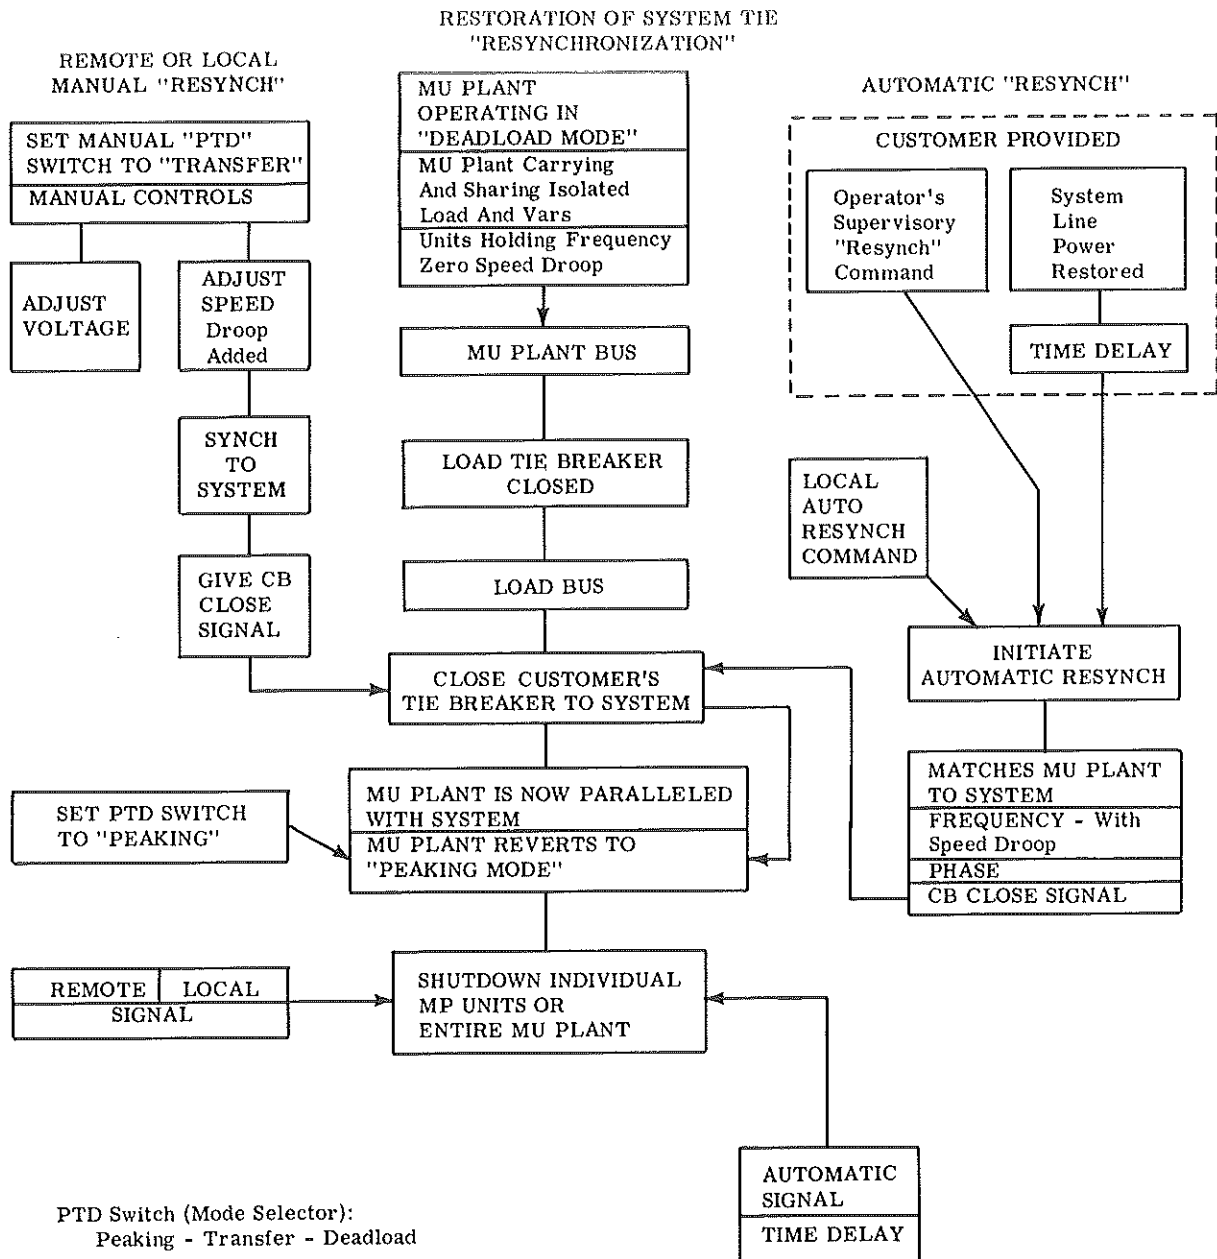 RESTORATION OF SYSTEM TIE
"RESYNCHRONIZATION"
REMOTE OR LOCAL
MANUAL "RESYNCH"
SET MANUAL "PTD"
SWITCH TO "TRANSFER"
MANUAL CONTROLS
ADJUST
VOLTAGE
ADJUST
SPEED
Droop
Added
SYNCH
TO
SYSTEM
GIVE CB
CLOSE
SIGNAL
MU PLANT
OPERATING IN
"DEADLOAD MODE"
MU Plant Carrying
And Sharing Isolated
Load And Vars
Units Holding Frequency
Zero Speed Droop
MU PLANT BUS
LOAD TIE BREAKER
CLOSED
LOAD BUS
CLOSE CUSTOMER'S
TIE BREAKER TO SYSTEM
AUTOMATIC "RESYNCH"
CUSTOMER PROVIDED
Operator's
Supervisory
"Resynch"
Command
System
Line
Power
Restored
TIME DELAY
LOCAL
AUTO
RESYNCH
COMMAND
INITIATE
AUTOMATIC RESYNCH
MATCHES MU PLANT
TO SYSTEM
FREQUENCY - With
Speed Droop
PHASE
CB CLOSE SIGNAL
SET PTD SWITCH
TO "PEAKING"
MU PLANT IS NOW PARALLELED
WITH SYSTEM
MU PLANT REVERTS TO
"PEAKING MODE"
REMOTE LOCAL
SIGNAL
SHUTDOWN INDIVIDUAL
MP UNITS OR
ENTIRE MU PLANT
AUTOMATIC
SIGNAL
TIME DELAY
PTD Switch (Mode Selector):
Peaking - Transfer - Deadload